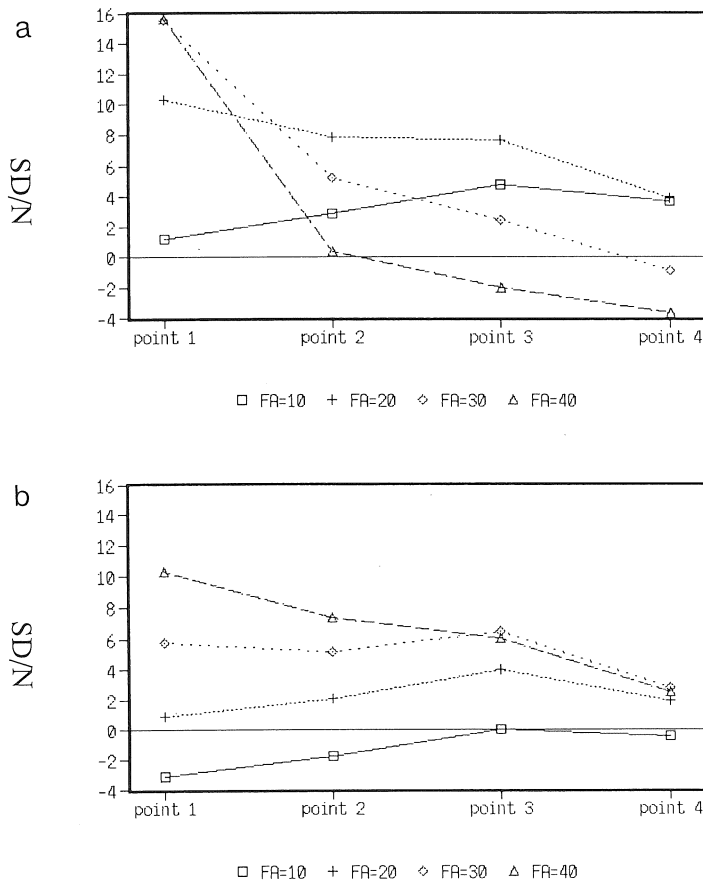 a
16
14
12
10
8
6
4
2
0
-2
-4
SD/N
point 1 point 2 point 3 point 4
□ FA=10 + FA=20 ◇ FA=30 △ FA=40
b
16
14
12
10
8
6
4
2
0
-2
-4
SD/N
point 1 point 2 point 3 point 4
□ FA=10 + FA=20 ◇ FA=30 △ FA=40